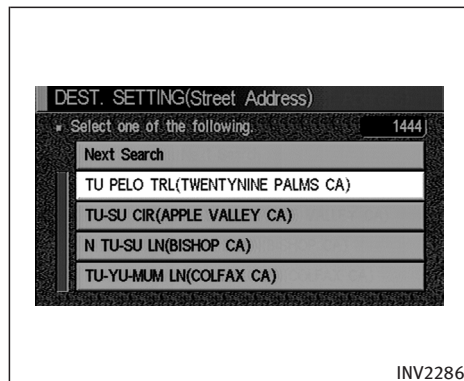 DEST. SETTING(Street Address)
Select one of the following. 1444
Next Search
TU PELO TRL(TWENTYNINE PALMS CA)
TU-SU CIR(APPLE VALLEY CA)
N TU-SU LN(BISHOP CA)
TU-YU-MUM LN(COLFAX CA)
INV2286